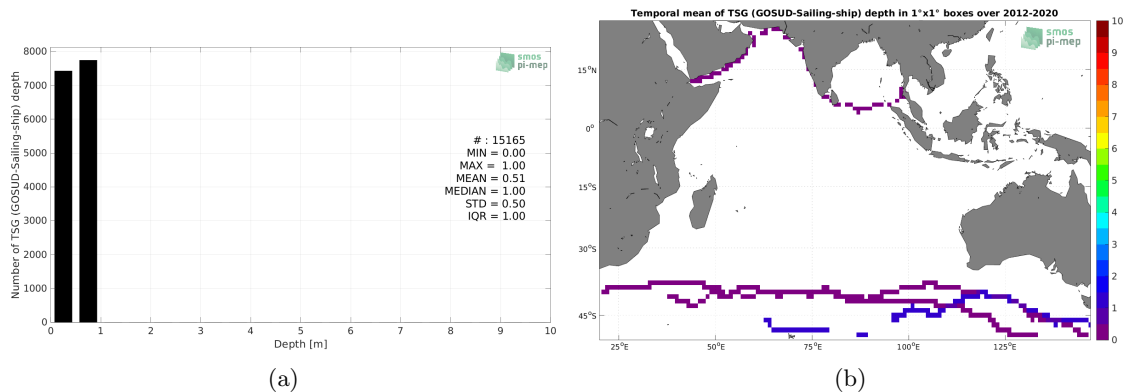 8000
7000
6000
5000
4000
3000
2000
1000
0
Number of TSG (GOSUD-Sailing-ship) depth
smos
pi-mep
# : 15165
MIN = 0.00
MAX = 1.00
MEAN = 0.51
MEDIAN = 1.00
STD = 0.50
IQR = 1.00
0 1 2 3 4 5 6 7 8 9 10
Depth [m]
(a)
Temporal mean of TSG (GOSUD-Sailing-ship) depth in 1°x1° boxes over 2012-2020
smos
pi-mep
15°N
0°
15°S
30°S
45°S
25°E 50°E 75°E 100°E 125°E
10
9
8
7
6
5
4
3
2
1
0
(b)